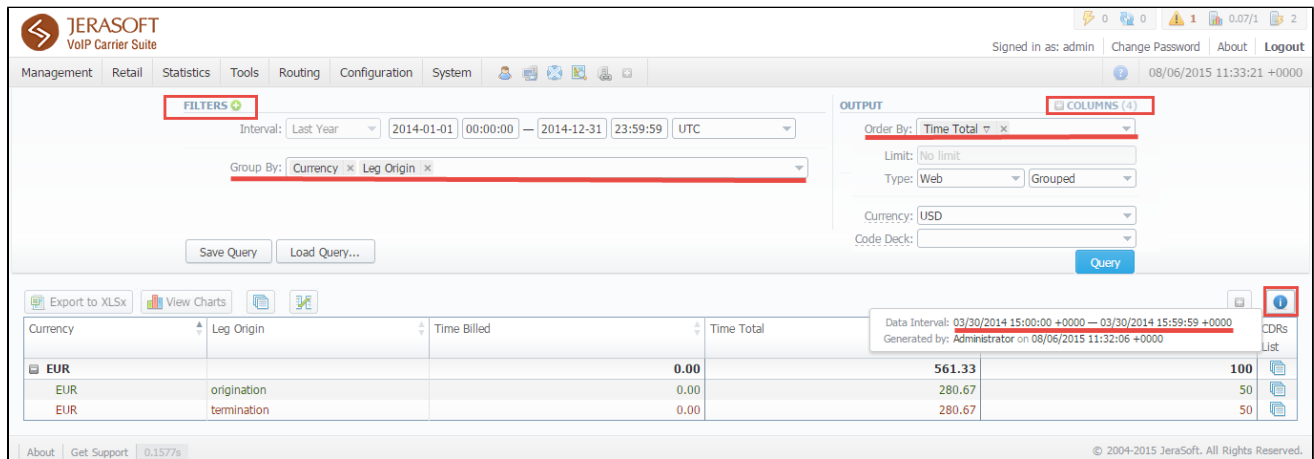 JERASOFT
VoIP Carrier Suite
0 0 1 0.07/1 2
Signed in as: admin Change Password About Logout
Management Retail Statistics Tools Routing Configuration System 08/06/2015 11:33:21 +0000
FILTERS OUTPUT COLUMNS (4)
Interval: Last Year 2014-01-01 00:00:00 — 2014-12-31 23:59:59 UTC Order By: Time Total
Limit: No limit
Group By: Currency × Leg Origin × Type: Web Grouped
Currency: USD
Code Deck:
Save Query Load Query... Query
Export to XLSx View Charts
Data Interval: 03/30/2014 15:00:00 +0000 — 03/30/2014 15:59:59 +0000
Generated by: Administrator on 08/06/2015 11:32:06 +0000
Currency Leg Origin Time Billed Time Total CDRs List
EUR 0.00 561.33 100
EUR origination 0.00 280.67 50
EUR termination 0.00 280.67 50
About Get Support 0.1577s © 2004-2015 JeraSoft. All Rights Reserved.